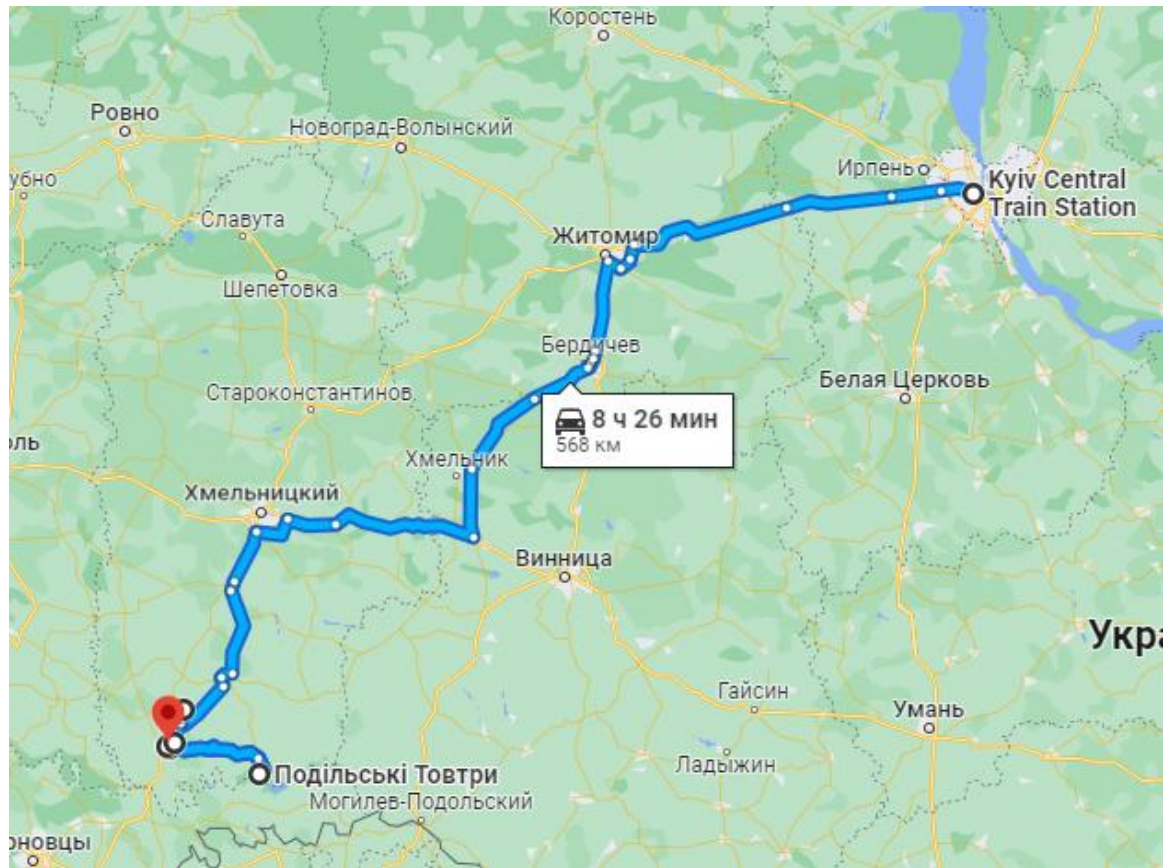 Коростень
Ровно
Новоград-Волынский
Ирпень
Kyiv Central
Train Station
убно
Славута
Житомир
Шепетовка
Бердичев
Староконстантинов
Белая Церковь
8 ч 26 мин
568 км
оль
Хмельник
Хмельницкий
Винница
Укра
Гайсин
Умань
Подільські Товтри
Ладыжин
Могилев-Подольский
рновцы